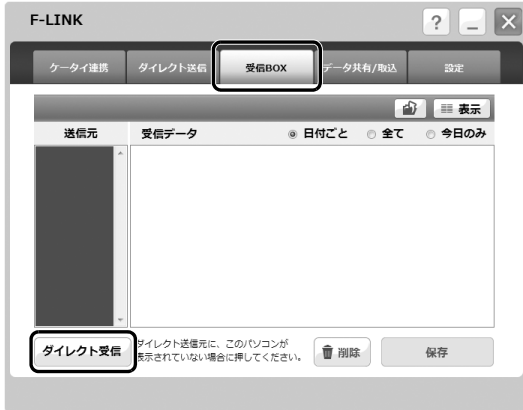 F-LINK
? _ X
ケータイ連携 ダイレクト送信 受信BOX データ共有/取込 設定
表示
送信元 受信データ 日付ごと 全て 今日のみ
ダイレクト受信
ダイレクト送信元に、このパソコンが
表示されていない場合に押してください。
削除 保存